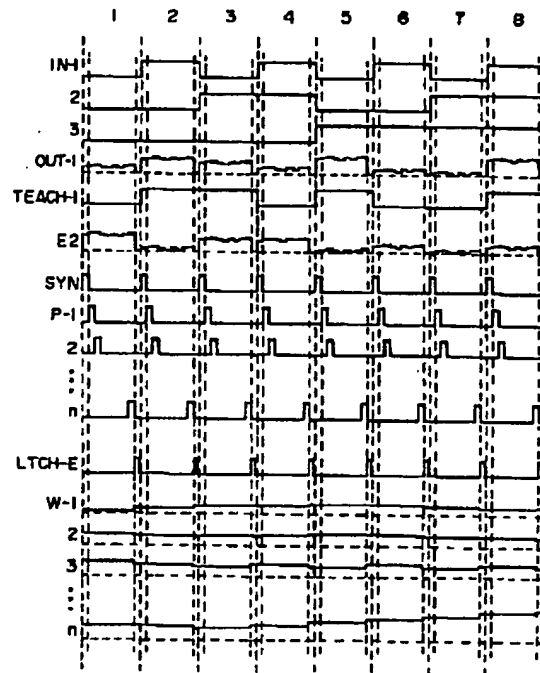 1 2 3 4 5 6 7 8
IN-1
2
3
OUT-1
TEACH-1
E2
SYN
P-1
2
n
LTCH-E
W-1
2
3
n